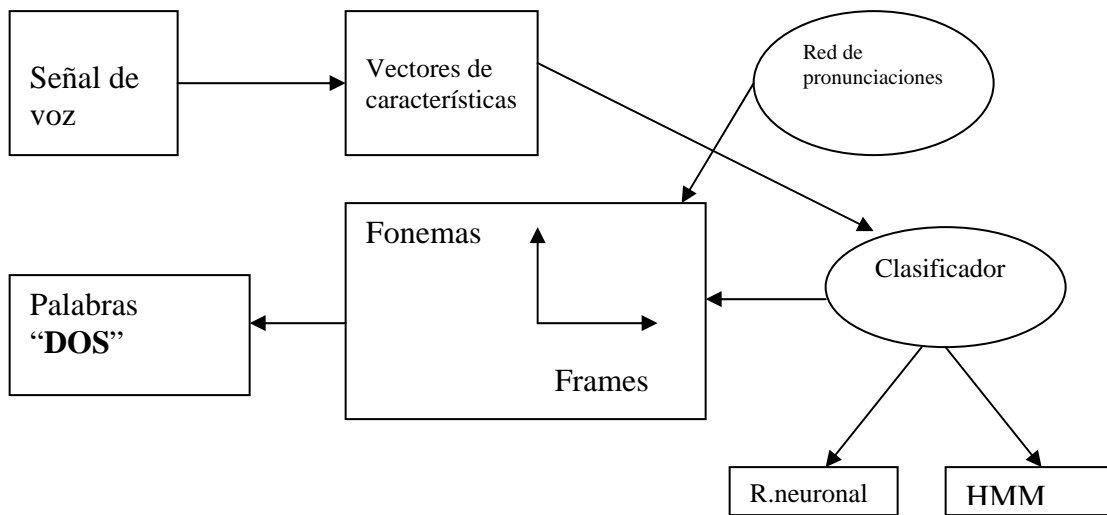 Señal de
voz
Vectores de
características
Red de
pronunciaciones
Fonemas
Frames
Clasificador
Palabras
“DOS”
R.neuronal
HMM